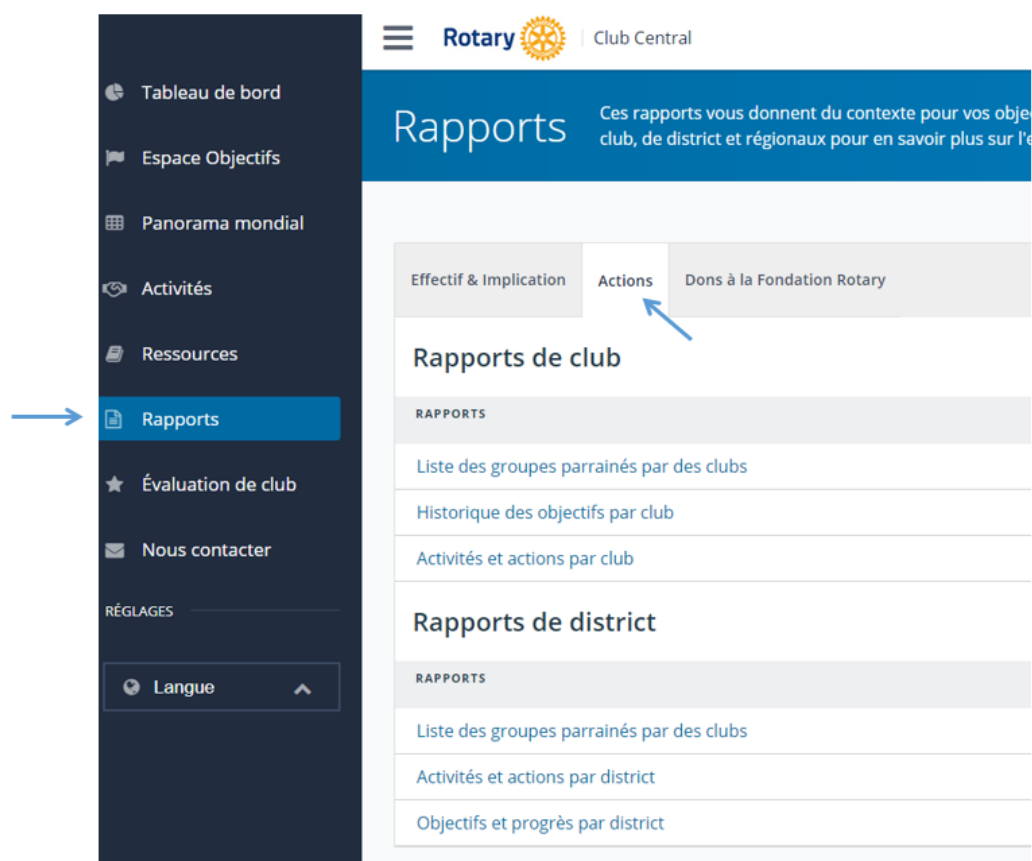 Tableau de bord
Espace Objectifs
Panorama mondial
Activités
Ressources
Rapports
Évaluation de club
Nous contacter
RÉGLAGES
Langue
Rotary
Club Central
Rapports
Ces rapports vous donnent du contexte pour vos obje
club, de district et régionaux pour en savoir plus sur l'e
Effectif & Implication
Actions
Dons à la Fondation Rotary
Rapports de club
RAPPORTS
Liste des groupes parrainés par des clubs
Historique des objectifs par club
Activités et actions par club
Rapports de district
RAPPORTS
Liste des groupes parrainés par des clubs
Activités et actions par district
Objectifs et progrès par district